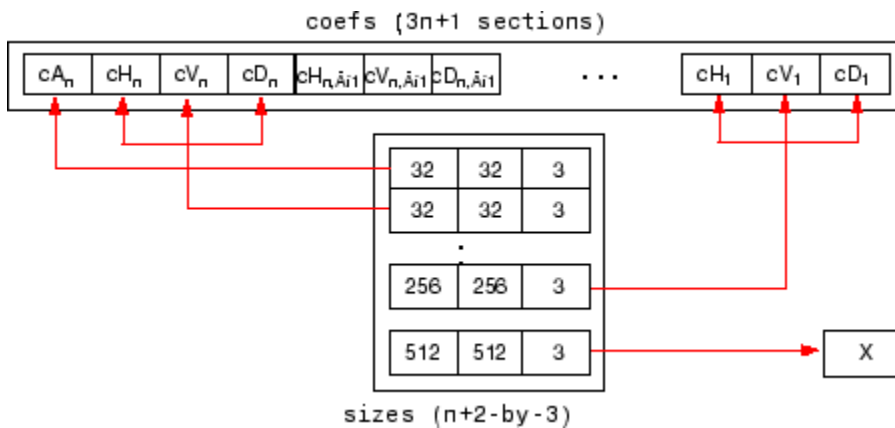 coefs (3n+1 sections)
cAn cHn cVn cDn cHn,Âi1 cVn,Âi1 cDn,Âi1 ... cH1 cV1 cD1
32 32 3
32 32 3
:
256 256 3
512 512 3 X
sizes (n+2-by-3)